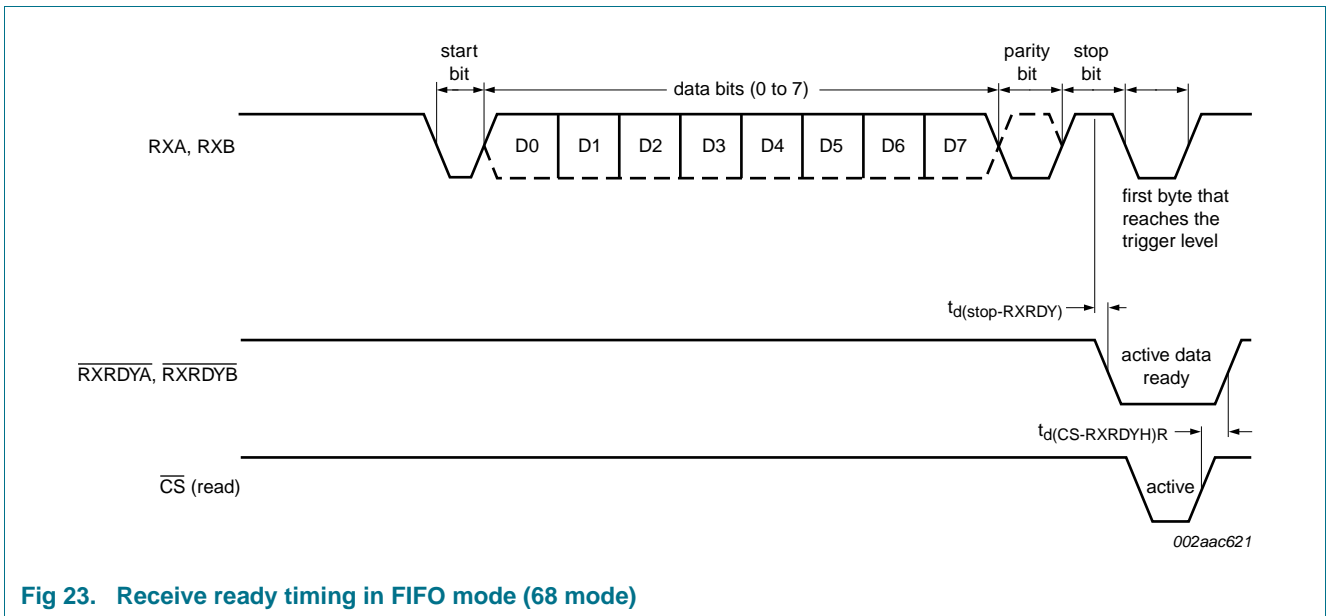 start
bit
data bits (0 to 7)
parity
bit
stop
bit
RXA, RXB
D0 D1 D2 D3 D4 D5 D6 D7
first byte that
reaches the
trigger level
td(stop-RXRDY)
RXRDYA, RXRDYB
active data
ready
td(CS-RXRDYH)R
CS (read)
active
002aac621
Fig 23. Receive ready timing in FIFO mode (68 mode)